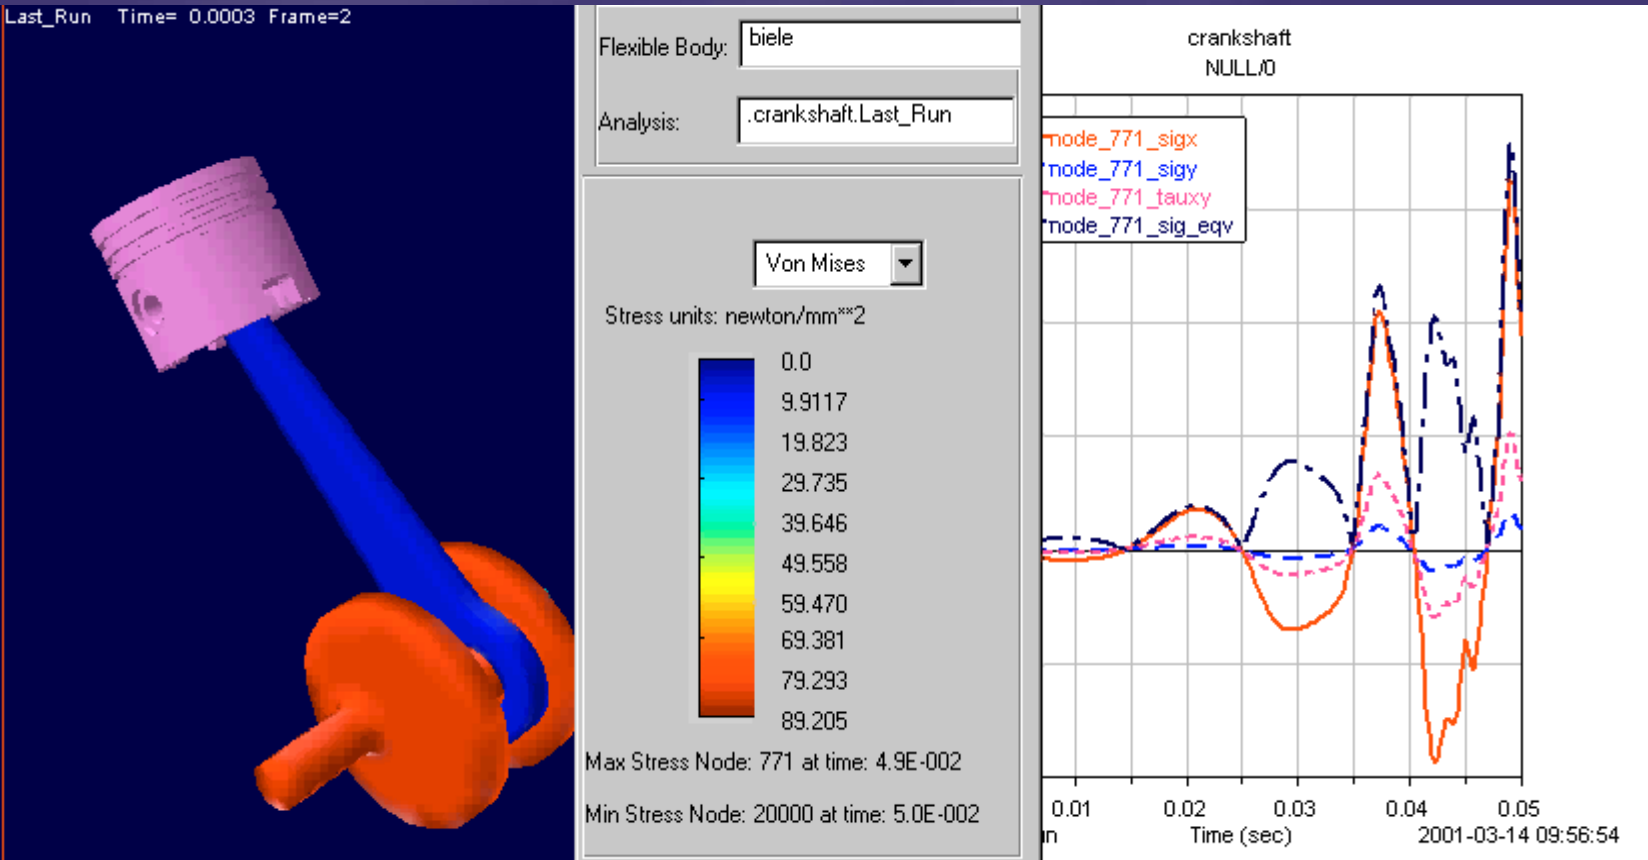 Last_Run Time= 0.0003 Frame=2
Flexible Body: biele
Analysis: .crankshaft.Last_Run
Von Mises
Stress units: newton/mm**2
0.0
9.9117
19.823
29.735
39.646
49.558
59.470
69.381
79.293
89.205
Max Stress Node: 771 at time: 4.9E-002
Min Stress Node: 20000 at time: 5.0E-002
crankshaft
NULL/0
node_771_sigx
node_771_sigy
node_771_tauxy
node_771_sig_eqv
0.01 0.02 0.03 0.04 0.05
Time (sec) 2001-03-14 09:56:54